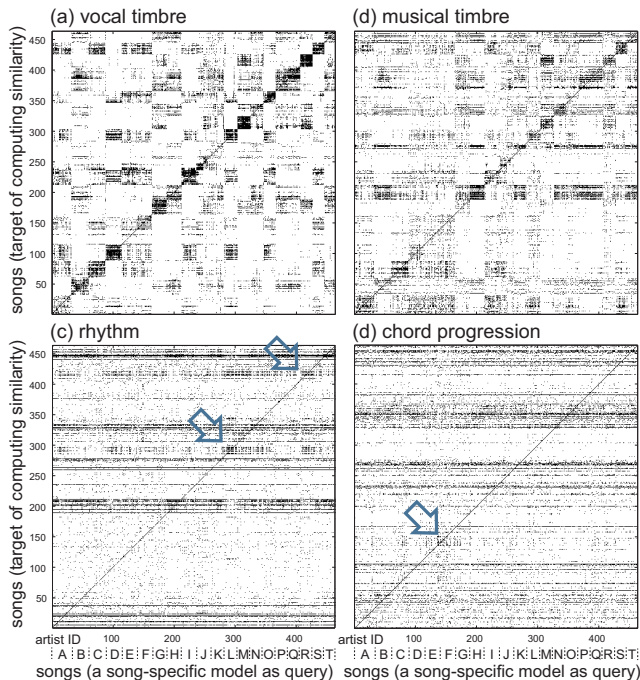 (a) vocal timbre
(d) musical timbre
songs (target of computing similarity)
450
400
350
300
250
200
150
100
50
(c) rhythm
(d) chord progression
songs (target of computing similarity)
450
400
350
300
250
200
150
100
50
artist ID 100 200 300 400
artist ID 100 200 300 400
A B C D E F G H I J K L M N O P Q R S T
A B C D E F G H I J K L M N O P Q R S T
songs (a song-specific model as query)
songs (a song-specific model as query)